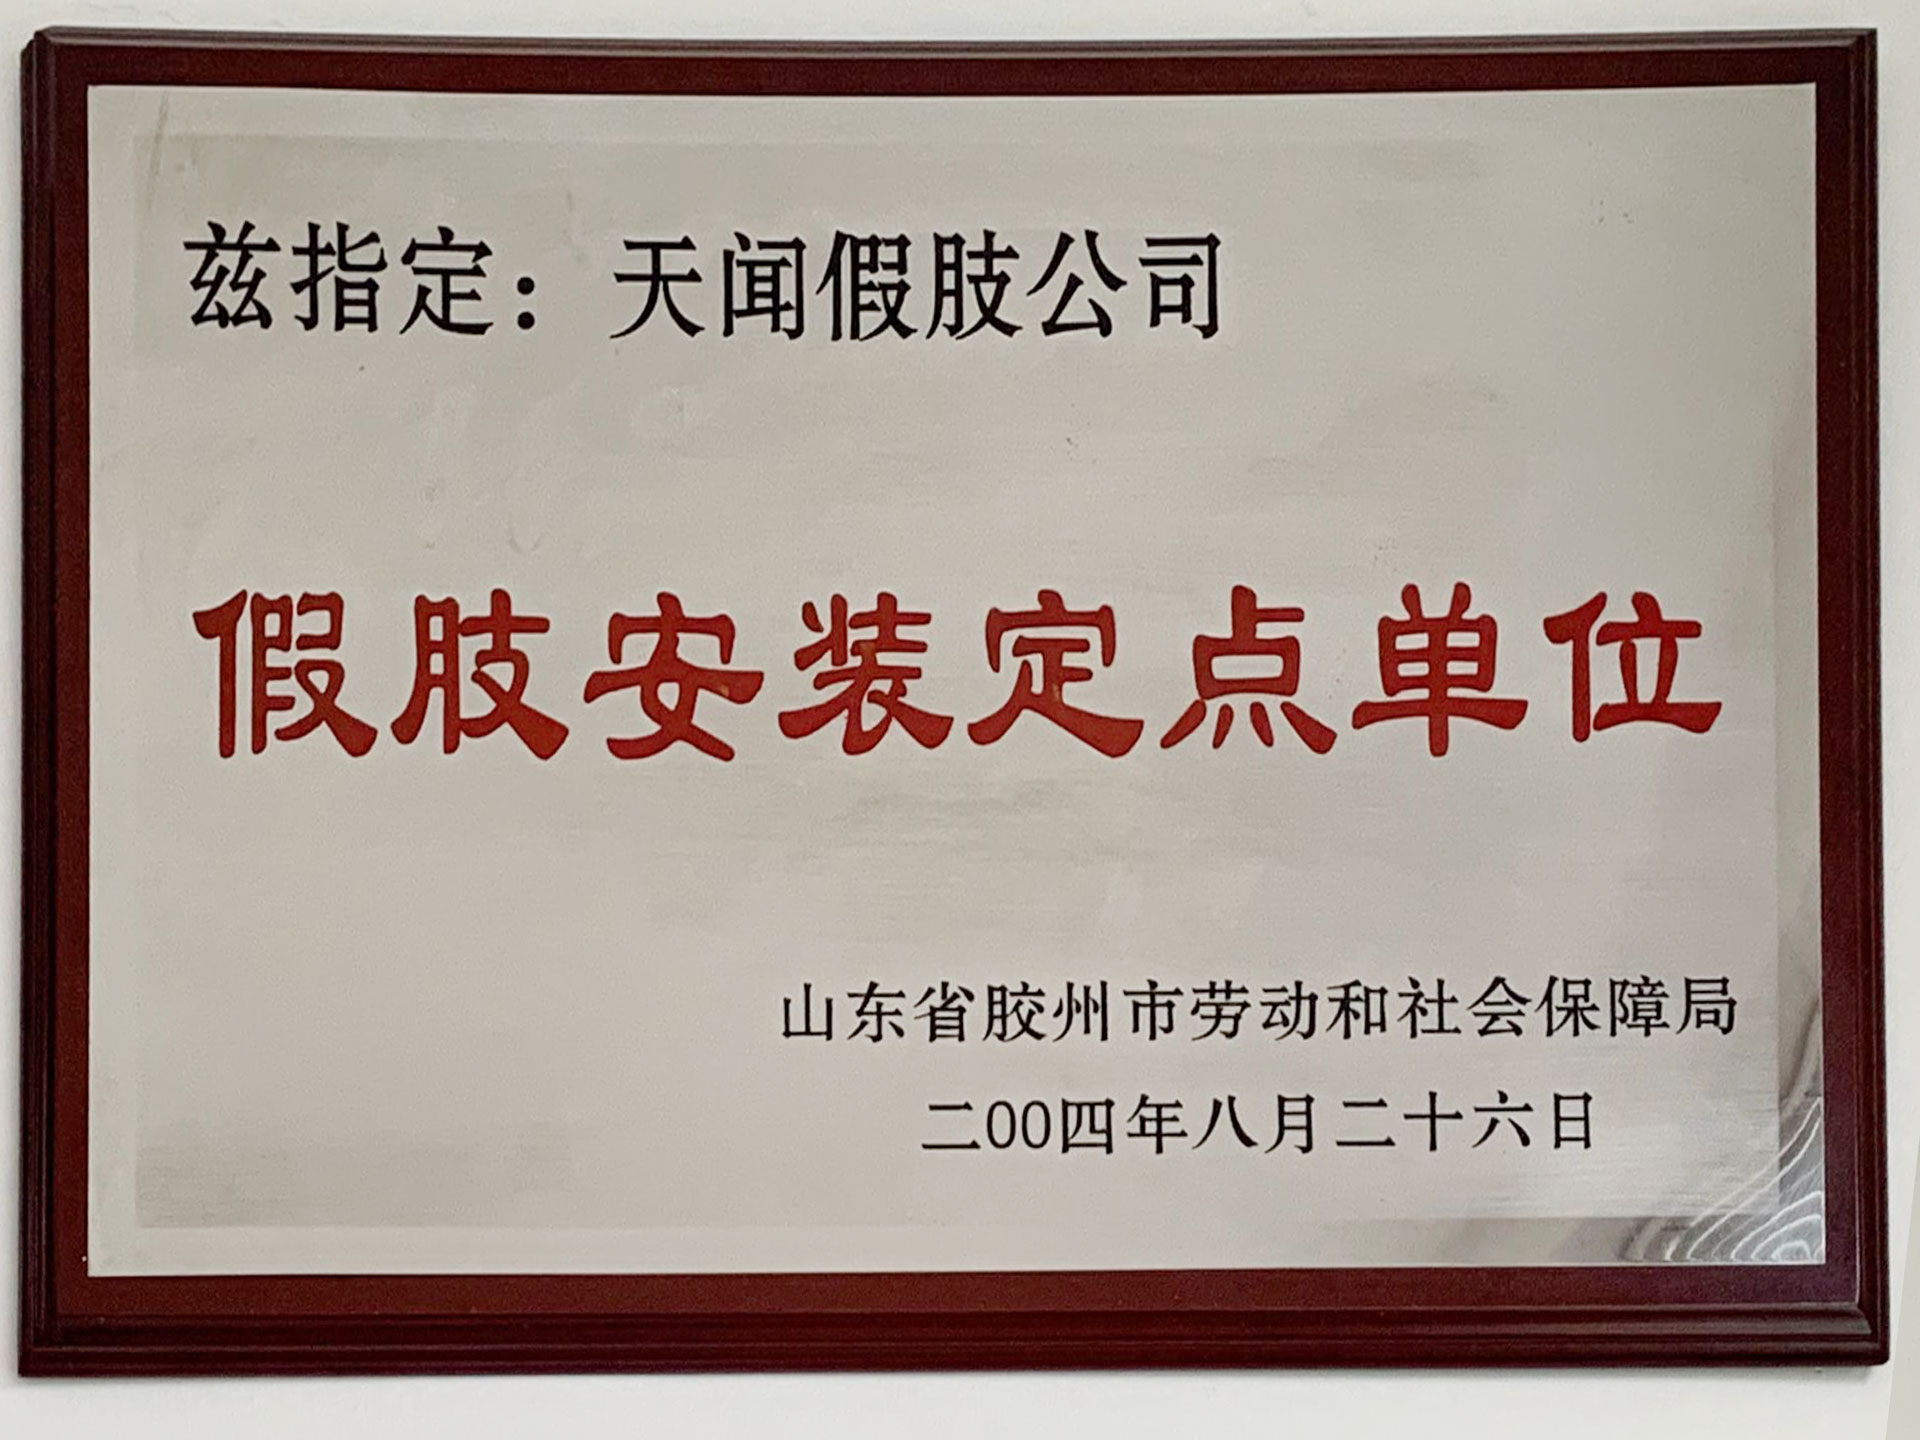 兹指定：天闻假肢公司
假肢安装定点单位
山东省胶州市劳动和社会保障局
二00四年八月二十六日